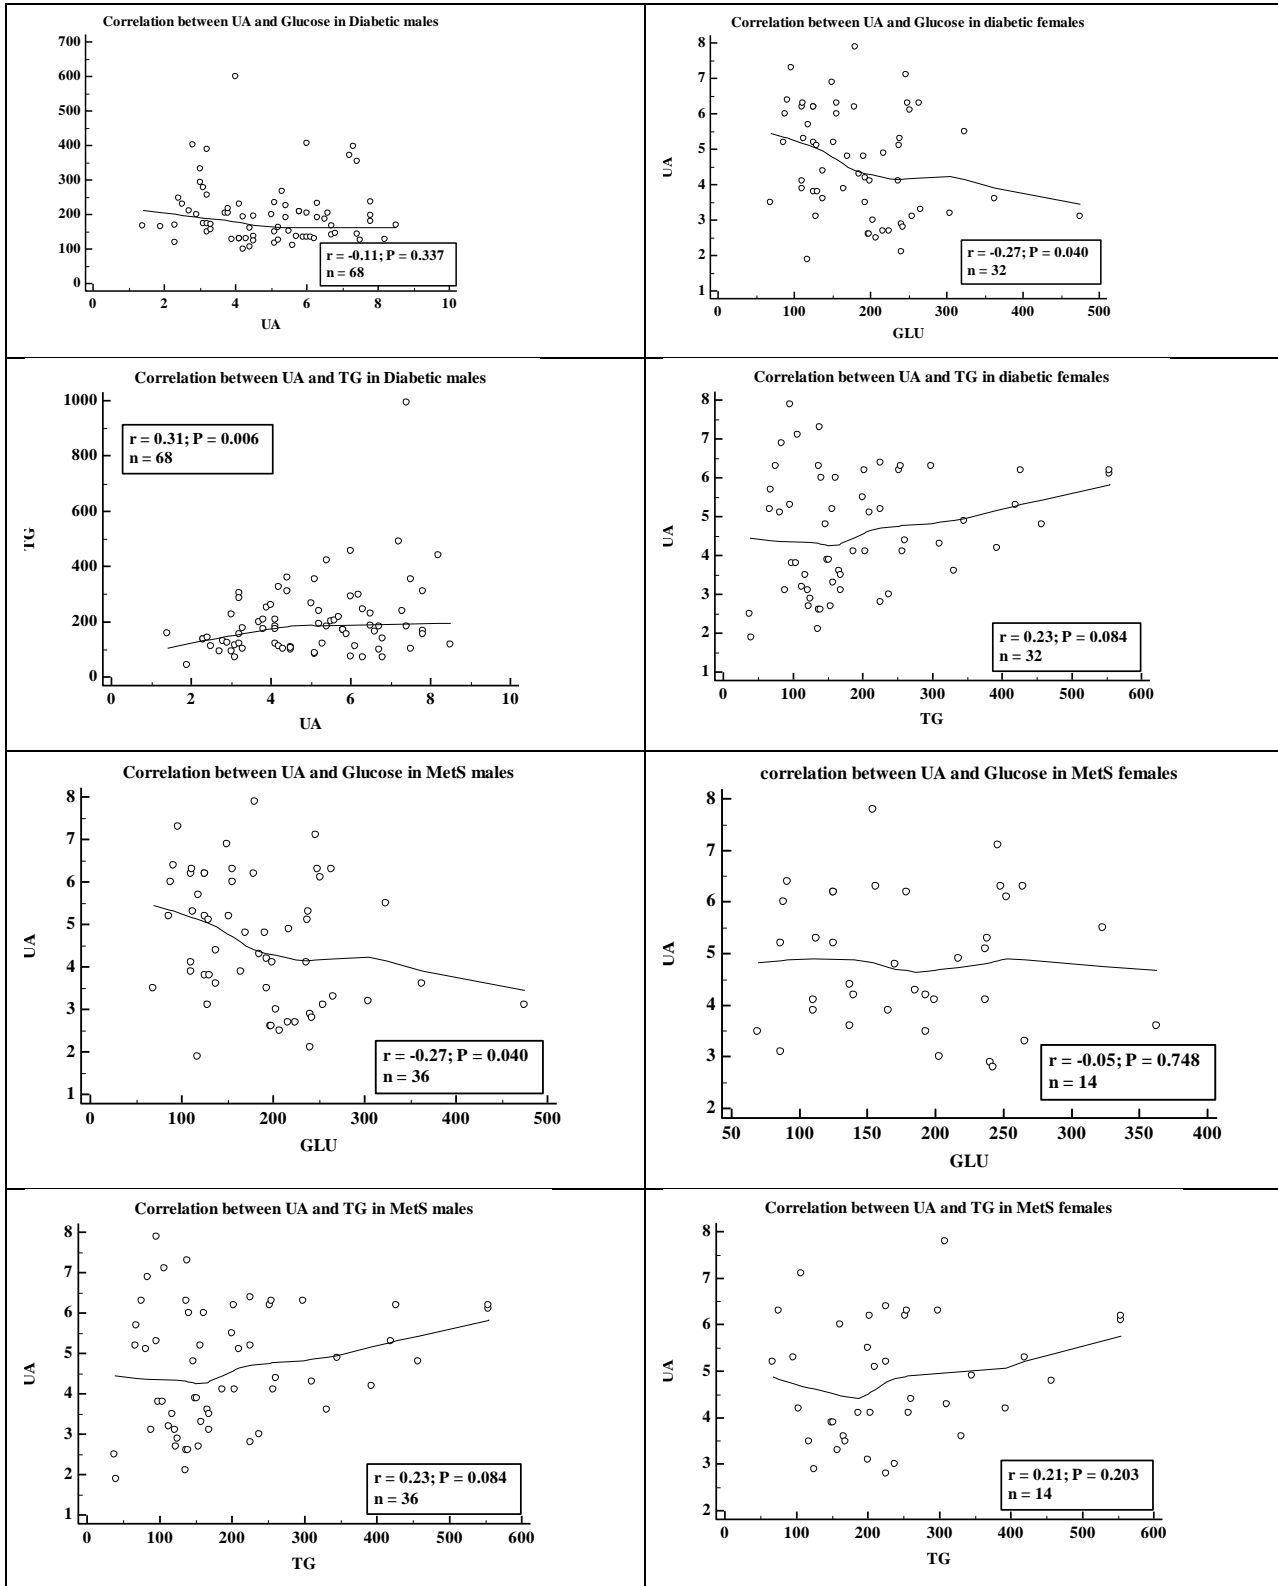 Correlation between UA and Glucose in Diabetic males
700
600
500
400
300
200
100
0
0 2 4 6 8 10
UA
r = -0.11; P = 0.337
n = 68
Correlation between UA and Glucose in diabetic females
8
7
6
5
4
3
2
1
UA
0 100 200 300 400 500
GLU
r = -0.27; P = 0.040
n = 32
Correlation between UA and TG in Diabetic males
1000
800
600
400
200
0
TG
0 2 4 6 8 10
UA
r = 0.31; P = 0.006
n = 68
Correlation between UA and TG in diabetic females
8
7
6
5
4
3
2
1
UA
0 100 200 300 400 500 600
TG
r = 0.23; P = 0.084
n = 32
Correlation between UA and Glucose in MetS males
8
7
6
5
4
3
2
1
UA
0 100 200 300 400 500
GLU
r = -0.27; P = 0.040
n = 36
correlation between UA and Glucose in MetS females
8
7
6
5
4
3
2
UA
50 100 150 200 250 300 350 400
GLU
r = -0.05; P = 0.748
n = 14
Correlation between UA and TG in MetS males
8
7
6
5
4
3
2
1
UA
0 100 200 300 400 500 600
TG
r = 0.23; P = 0.084
n = 36
Correlation between UA and TG in MetS females
8
7
6
5
4
3
2
UA
0 100 200 300 400 500 600
TG
r = 0.21; P = 0.203
n = 14